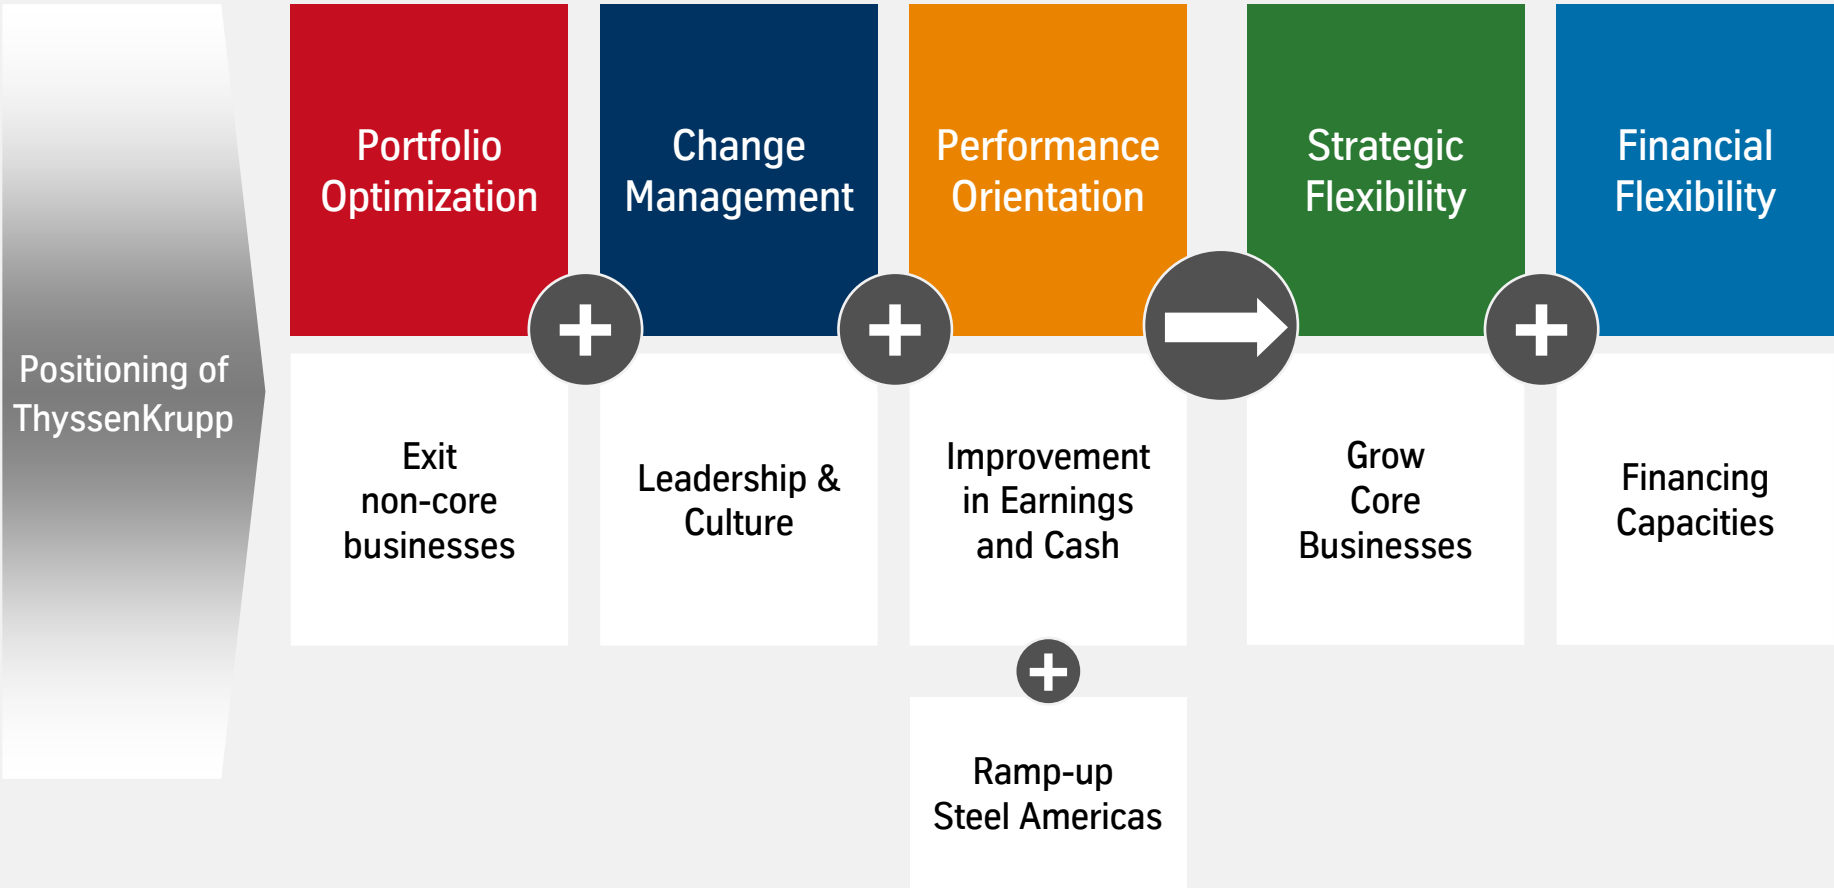 Positioning of
ThyssenKrupp
Portfolio
Optimization
Change
Management
Performance
Orientation
Strategic
Flexibility
Financial
Flexibility
Exit
non-core
businesses
Leadership &
Culture
Improvement
in Earnings
and Cash
Grow
Core
Businesses
Financing
Capacities
Ramp-up
Steel Americas